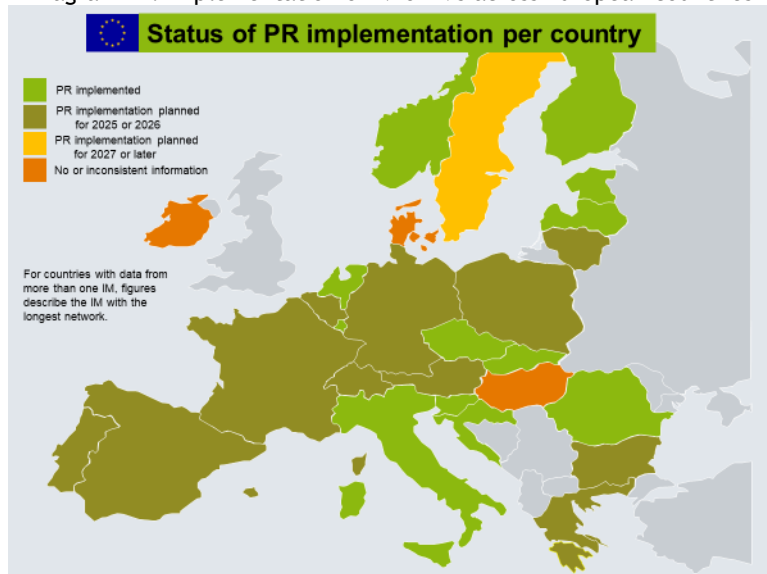 Status of PR implementation per country
PR implemented
PR implementation planned
for 2025 or 2026
PR implementation planned
for 2027 or later
No or inconsistent information
For countries with data from
more than one IM, figures
describe the IM with the
longest network.